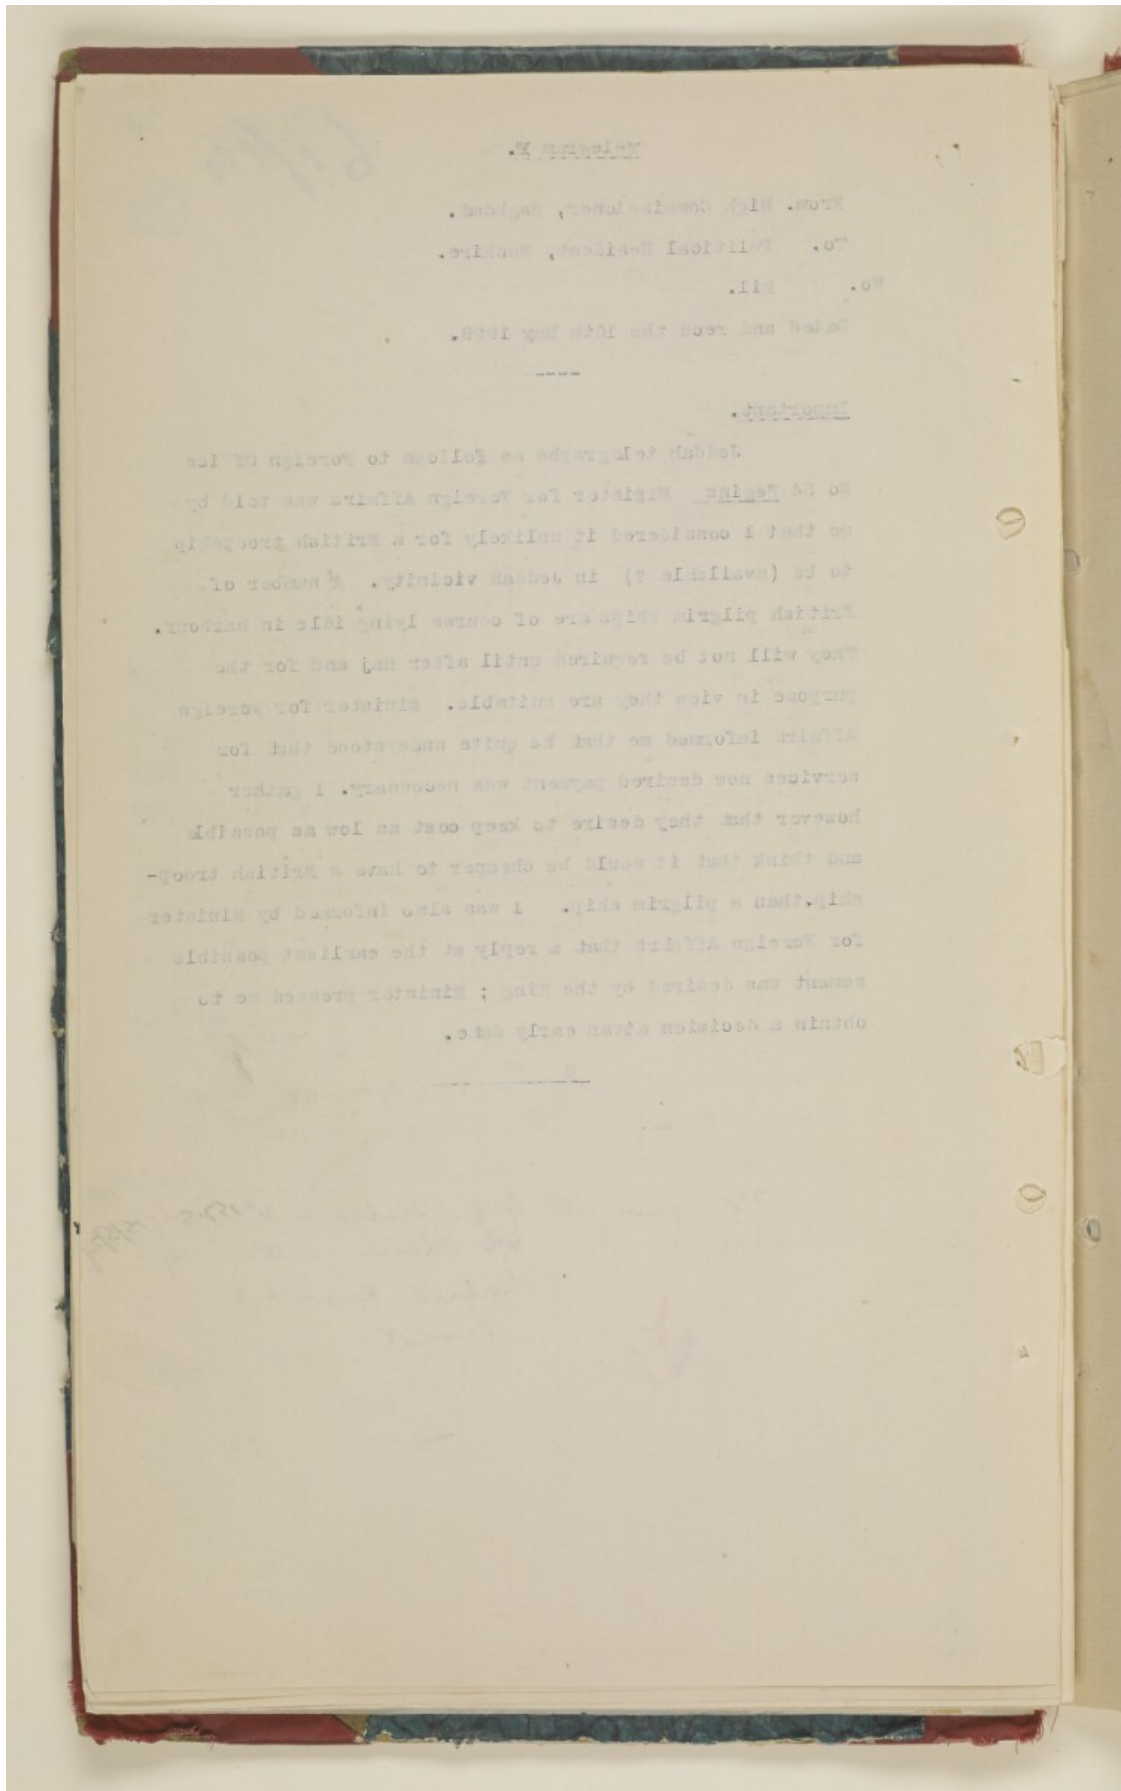 Telegram
From. High Commissioner, Baghdad.
To. Political Resident, Bushire.
No. Nil.
Dated and recd the 16th May 1929.
----
Important.
Jeddah telegraphs as follows to Foreign Office
No 84 Begins Minister for Foreign Affairs was told by
me that I considered it unlikely for a British troopship
to be (available ?) in Jeddah vicinity. A number of
British pilgrim ships are of course lying idle in harbour.
They will not be required until after Haj and for the
purpose in view they are suitable. Minister for Foreign
Affairs informed me that he quite understood that for
services now desired payment was necessary. I gather
however that they desire to keep cost as low as possible
and think that it would be cheaper to have a British troop-
ship.than a pilgrim ship. I was also informed by Minister
for Foreign Affairs that a reply at the earliest possible
moment was desired by the King ; Minister pressed me to
obtain a decision at an early date.